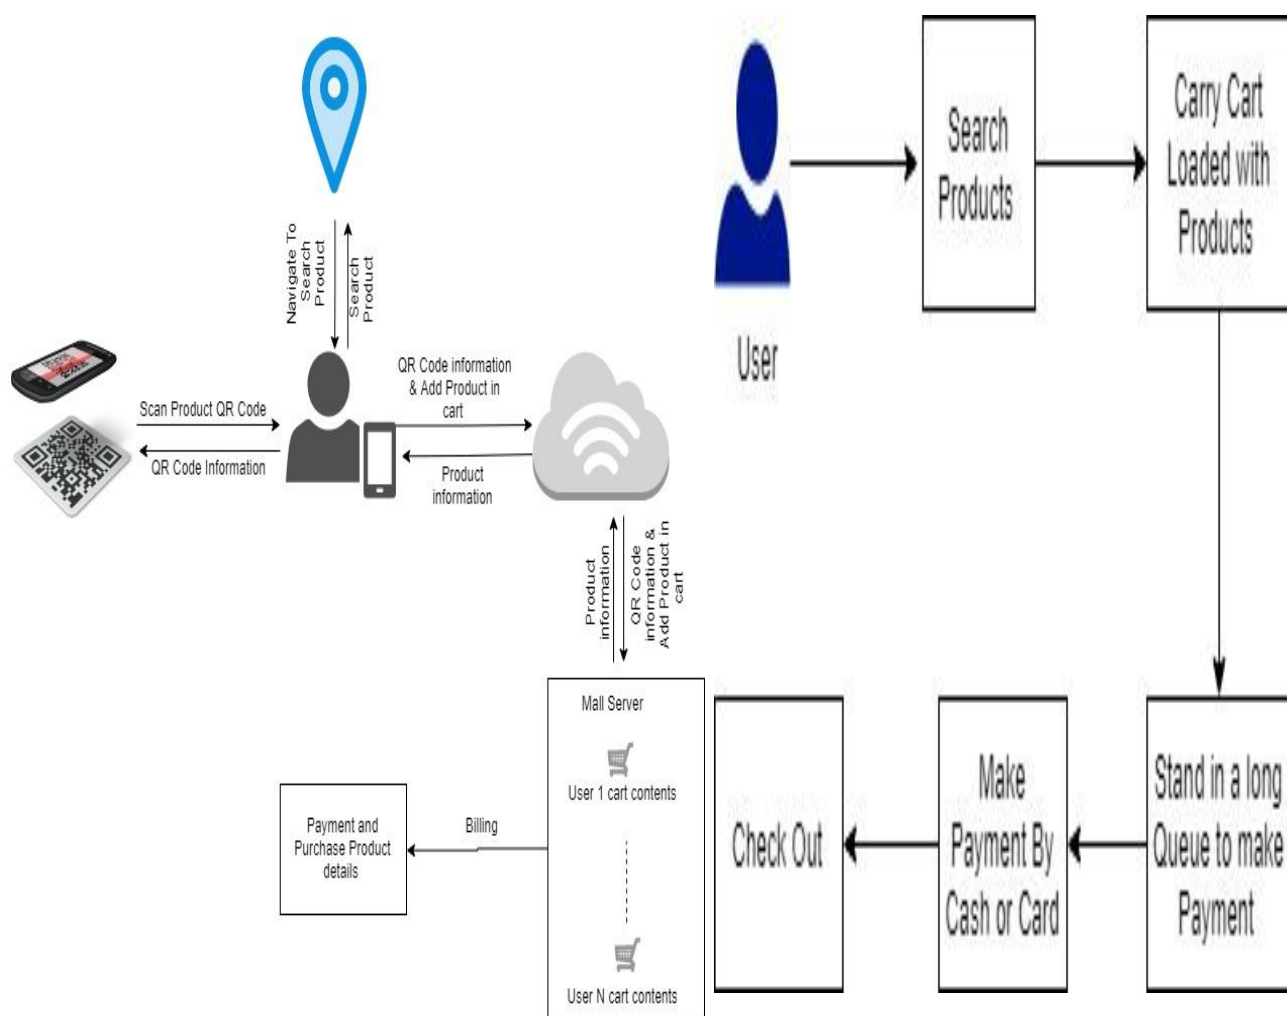 Navigate To
Search
Product
Search
Product
Scan Product QR Code
QR Code Information
QR Code information
& Add Product in
cart
Product
information
Product
information
QR Code
information &
Add Product in
cart
Mall Server
User 1 cart contents
User N cart contents
Billing
Payment and
Purchase Product
details
User
Search
Products
Carry Cart
Loaded with
Products
Stand in a long
Queue to make
Payment
Make
Payment By
Cash or Card
Check Out